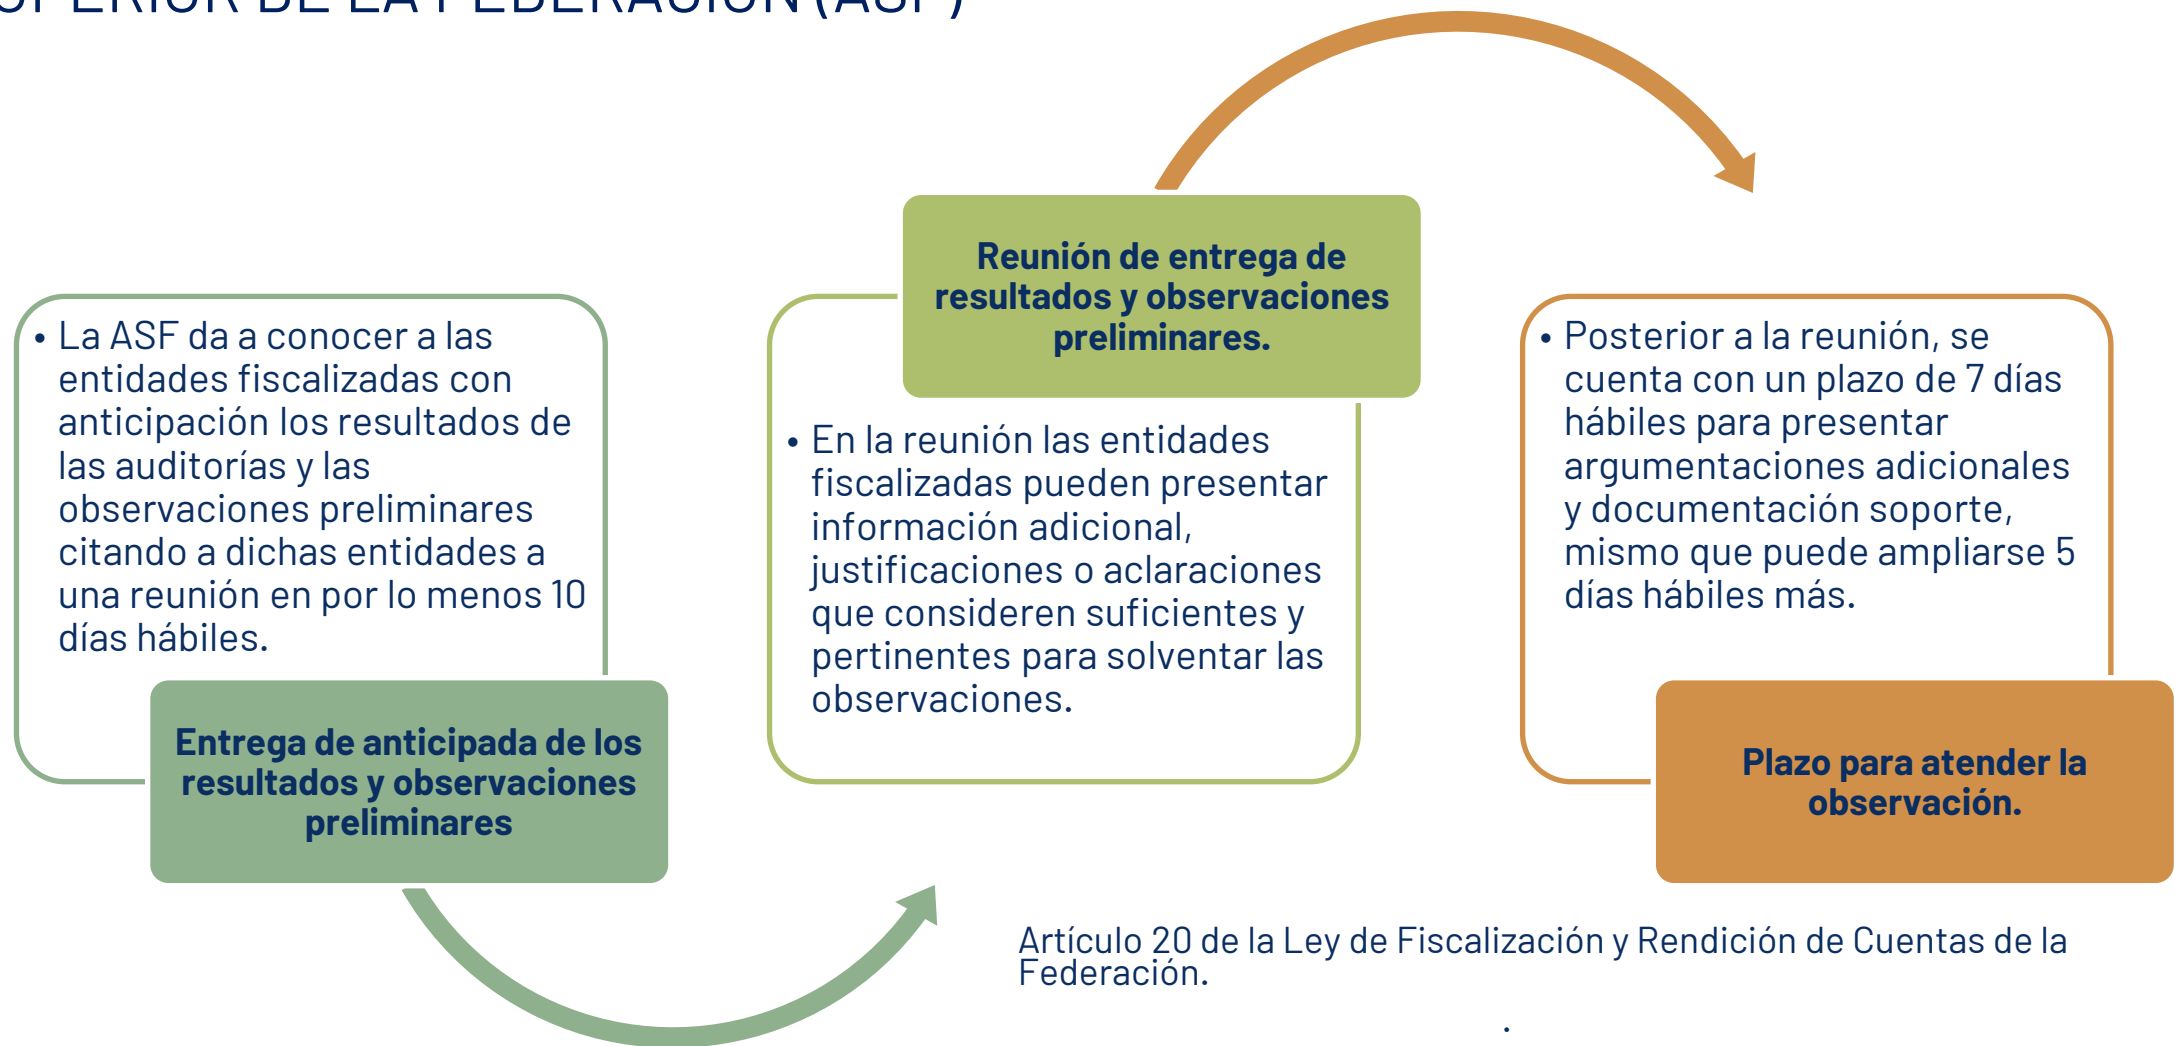 SUPERIOR DE LA FEDERACIÓN (ASF)
• La ASF da a conocer a las
entidades fiscalizadas con
anticipación los resultados de
las auditorías y las
observaciones preliminares
citando a dichas entidades a
una reunión en por lo menos 10
días hábiles.
Entrega de anticipada de los
resultados y observaciones
preliminares
Reunión de entrega de
resultados y observaciones
preliminares.
• En la reunión las entidades
fiscalizadas pueden presentar
información adicional,
justificaciones o aclaraciones
que consideren suficientes y
pertinentes para solventar las
observaciones.
• Posterior a la reunión, se
cuenta con un plazo de 7 días
hábiles para presentar
argumentaciones adicionales
y documentación soporte,
mismo que puede ampliarse 5
días hábiles más.
Plazo para atender la
observación.
Artículo 20 de la Ley de Fiscalización y Rendición de Cuentas de la
Federación.
.